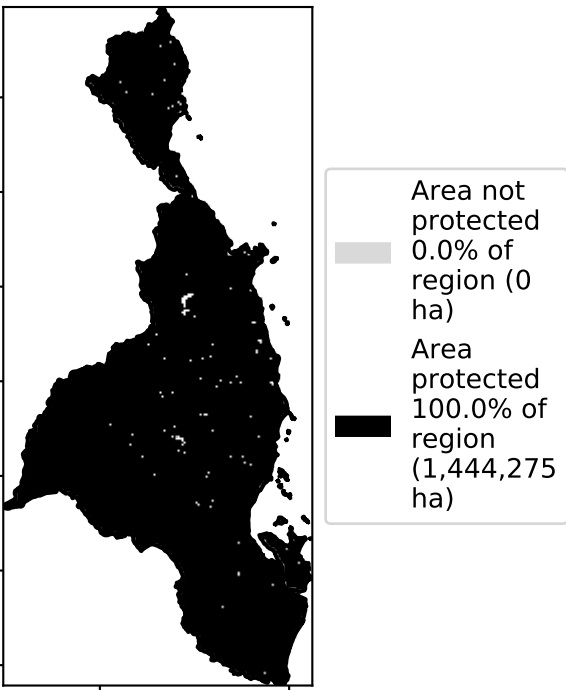 Area not
protected
0.0% of
region (0
ha)
Area
protected
100.0% of
region
(1,444,275
ha)